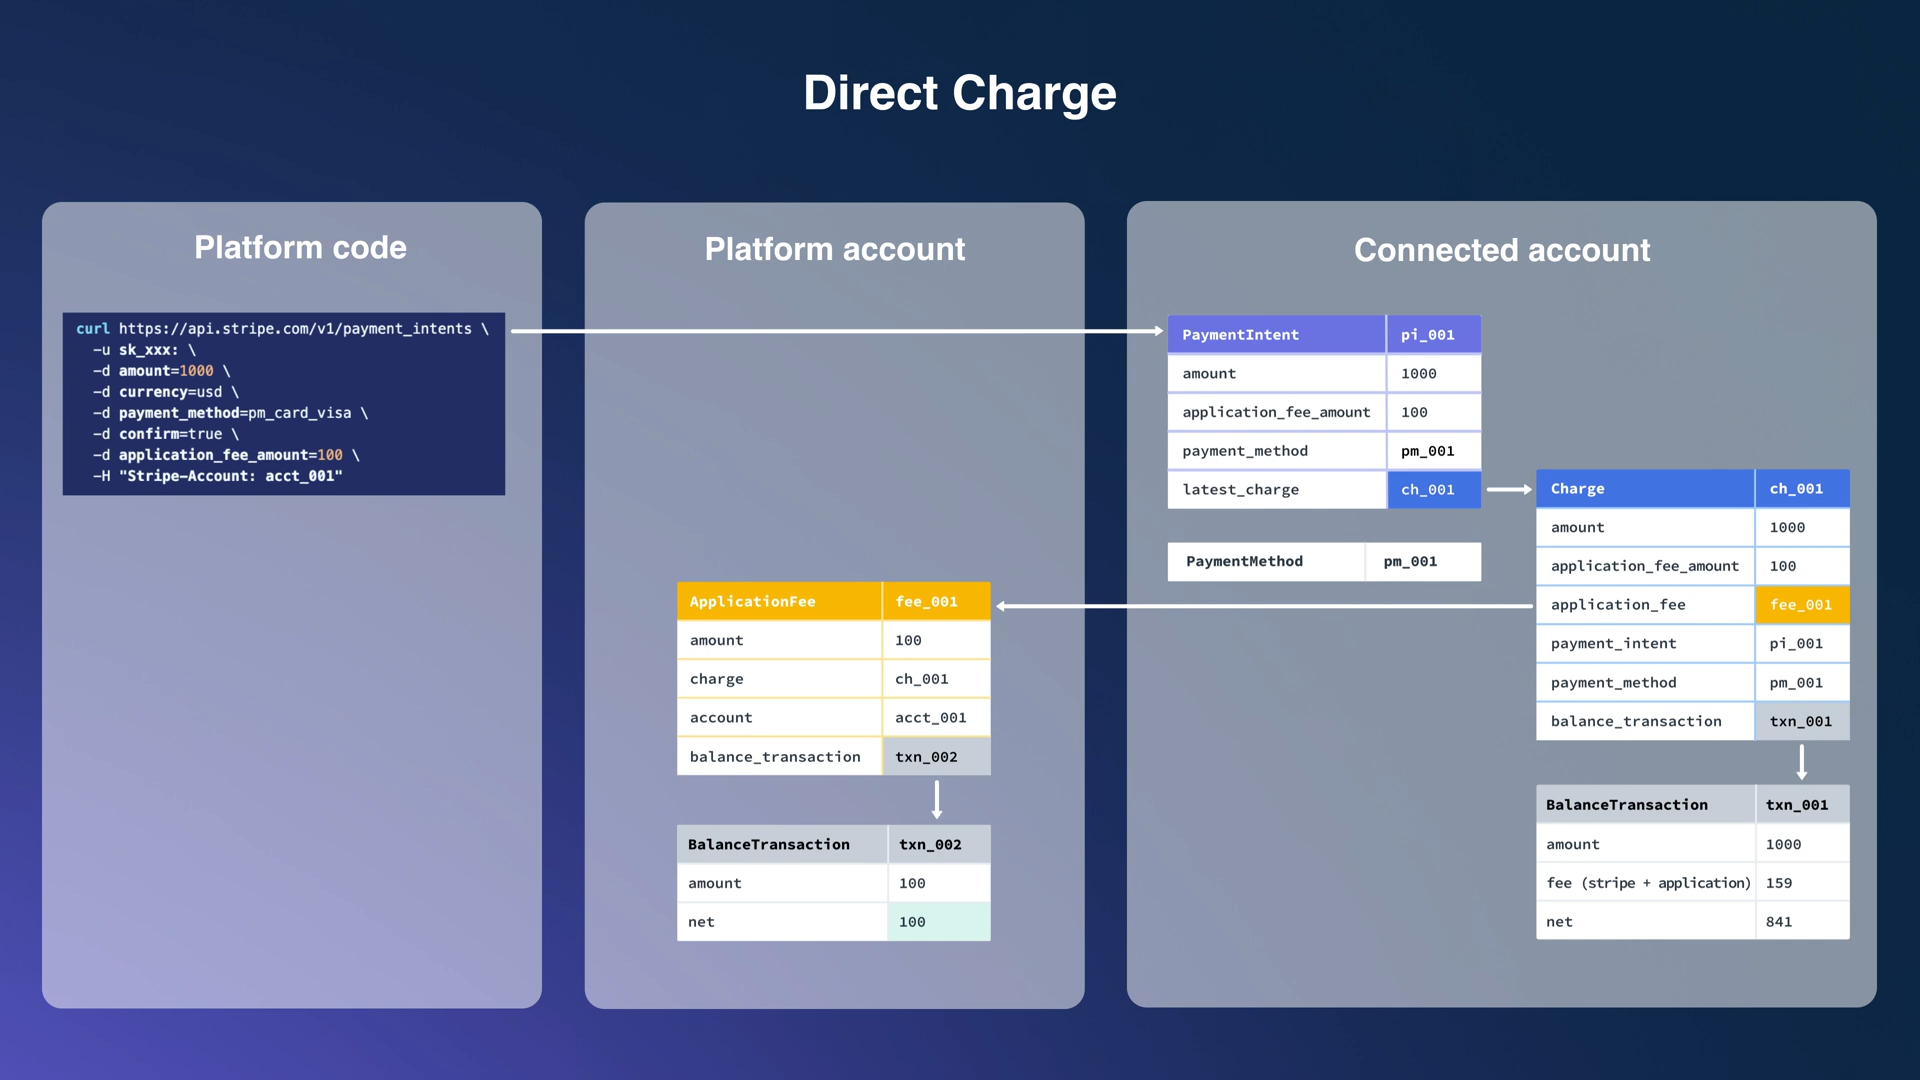 Direct Charge
Platform code
curl https://api.stripe.com/v1/payment_intents \
-u sk_xxx: \
-d amount=1000 \
-d currency=usd \
-d payment_method=pm_card_visa \
-d confirm=true \
-d application_fee_amount=100 \
-H "Stripe-Account: acct_001"
Platform account
ApplicationFee fee_001
amount 100
charge ch_001
account acct_001
balance_transaction txn_002
BalanceTransaction txn_002
amount 100
net 100
Connected account
PaymentIntent pi_001
amount 1000
application_fee_amount 100
payment_method pm_001
latest_charge ch_001
PaymentMethod pm_001
Charge ch_001
amount 1000
application_fee_amount 100
application_fee fee_001
payment_intent pi_001
payment_method pm_001
balance_transaction txn_001
BalanceTransaction txn_001
amount 1000
fee (stripe + application) 159
net 841